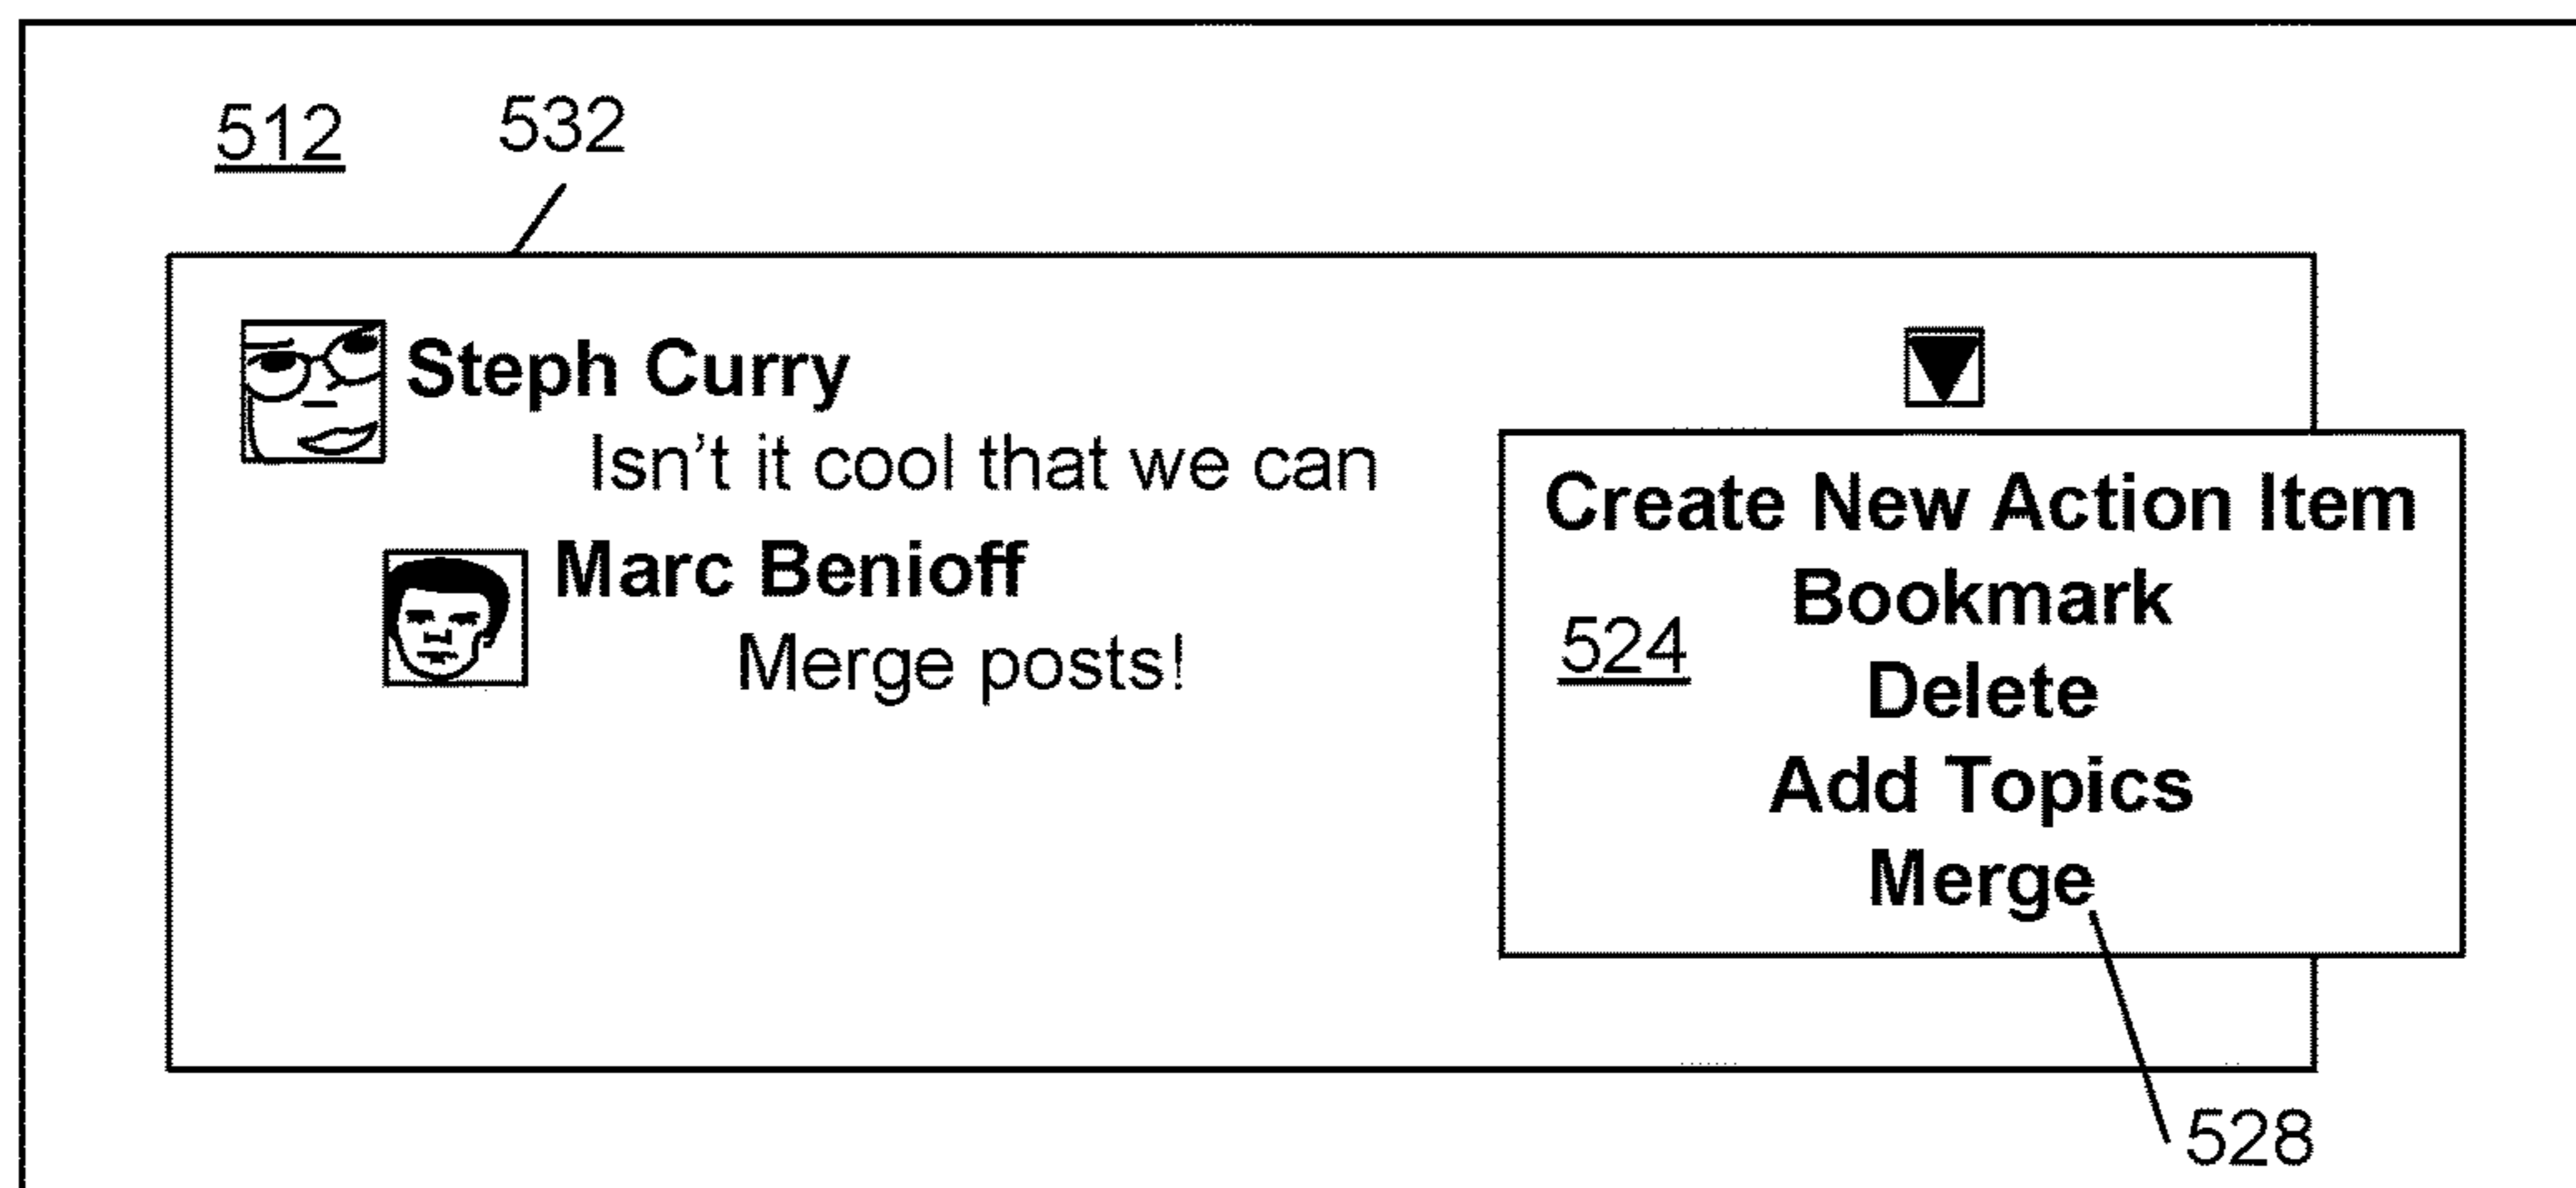 512
532
Steph Curry
Isn't it cool that we can
Marc Benioff
Merge posts!
Create New Action Item
Bookmark
524
Delete
Add Topics
Merge
528